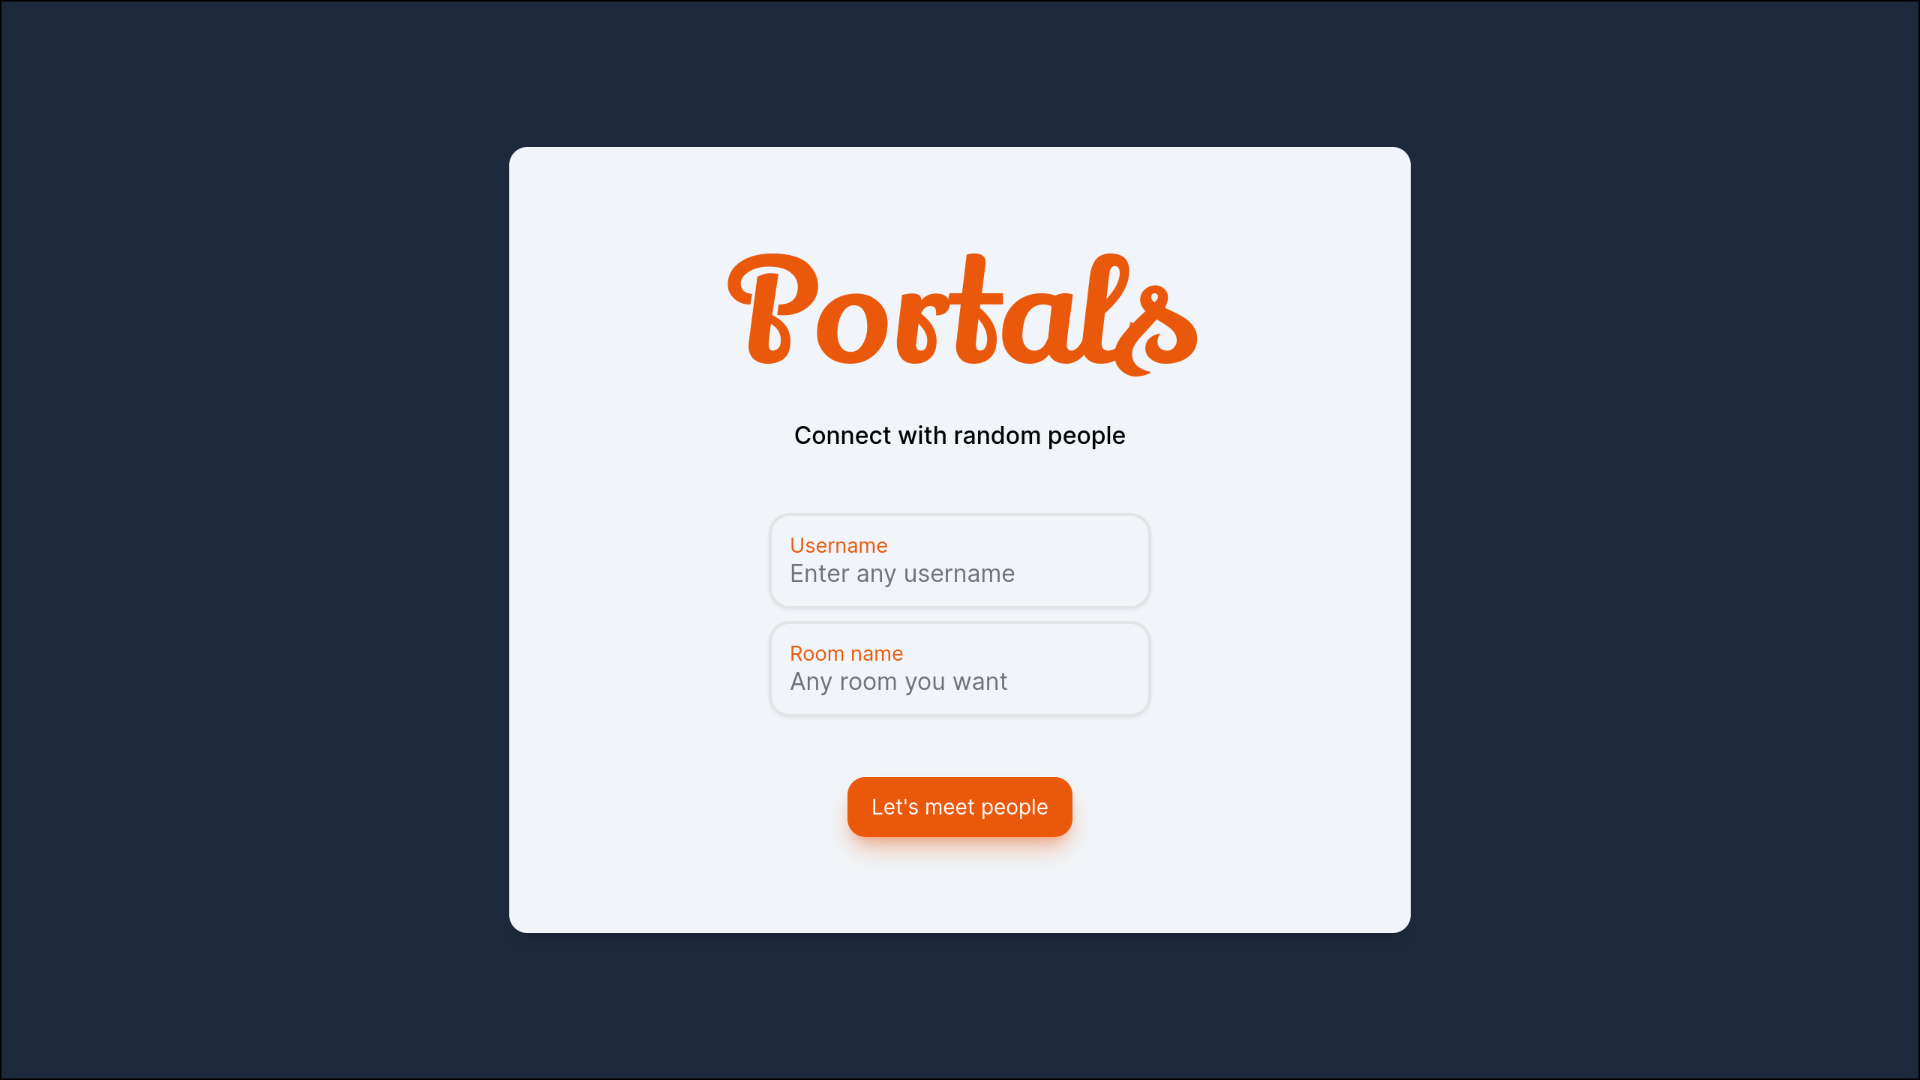 Portals
Connect with random people
Username
Enter any username
Room name
Any room you want
Let's meet people